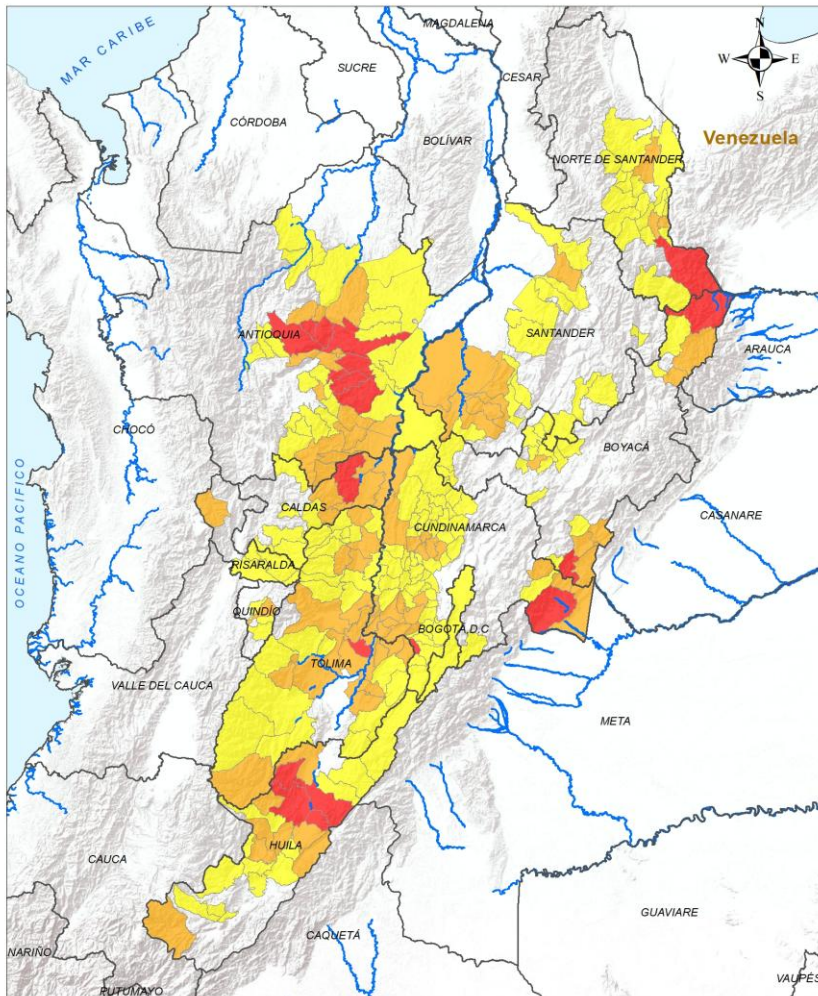 MAGDALENA
N
W E
S
MAR CARIBE
SUCRE
CESAR
CÓRDOBA
BOLÍVAR
Venezuela
NORTE DE SANTANDER
ANTIOQUIA
SANTANDER
ARAUCA
CHOCÓ
BOYACÁ
OCEANO PACIFICO
CALDAS
CUNDINAMARCA
CASANARE
RISARALDA
QUINDÍO
BOGOTÁ D.C
TOLIMA
VALLE DEL CAUCA
META
HUILA
CAUCA
GUAVIARE
CAQUETÁ
NARIÑO
PUTUMAYO
VAUPÉS